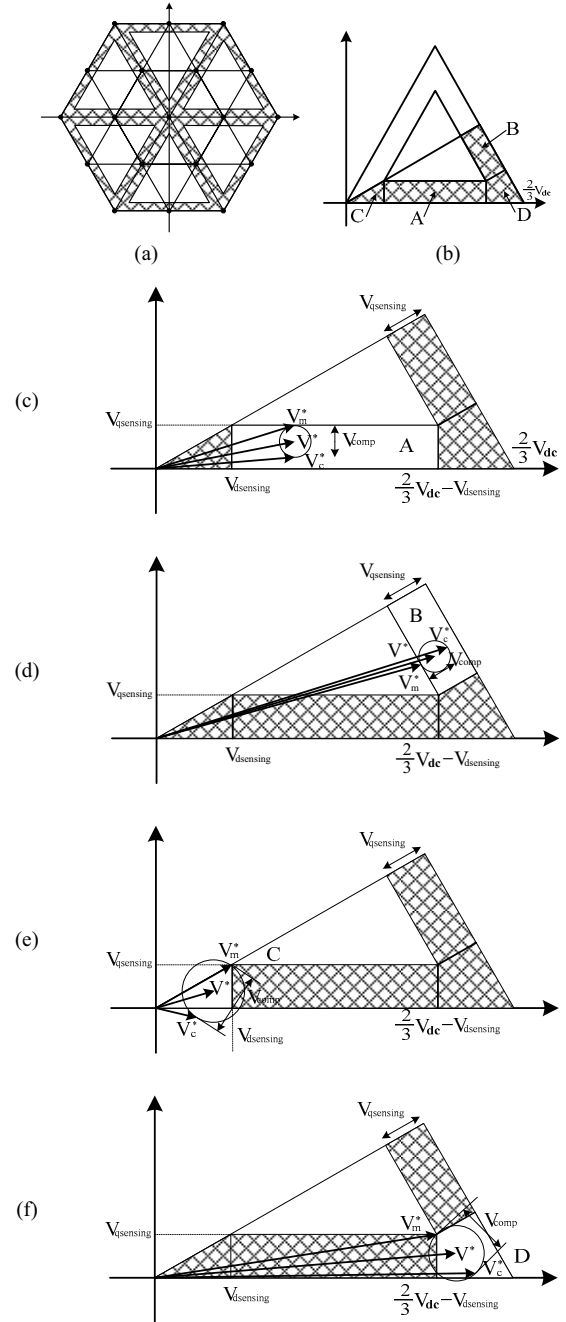 B
C
A
D
2/3 Vdc
(a)
(b)
(c)
Vqsensing
Vqsensing
Vm*
V*
Vc*
Vcomp
A
2/3 Vdc
Vdsensing
2/3 Vdc – Vdsensing
(d)
Vqsensing
B
Vc*
V*
Vcomp
Vm*
Vqsensing
Vdsensing
2/3 Vdc – Vdsensing
(e)
Vqsensing
Vm*
C
Vqsensing
V*
Vcomp
Vc*
Vdsensing
2/3 Vdc – Vdsensing
(f)
Vqsensing
Vm*
Vcomp
Vqsensing
V*
D
Vc*
Vdsensing
2/3 Vdc – Vdsensing